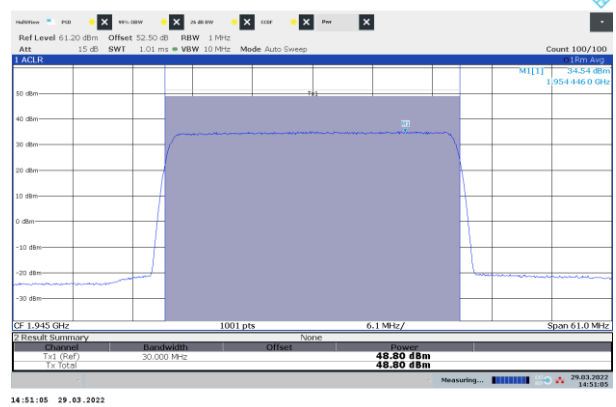 MultiView PSD 99% OBW 26 dB BW CCDF Pwr
Ref Level 61.20 dBm Offset 52.50 dB RBW 1 MHz
Att 15 dB SWT 1.01 ms VBW 10 MHz Mode Auto Sweep Count 100/100
1 ACLR 1Rm Avg
M1[1] 34.54 dBm
1.954 446 0 GHz
50 dBm
Tx1
40 dBm
M1
30 dBm
20 dBm
10 dBm
0 dBm
-10 dBm
-20 dBm
-30 dBm
CF 1.945 GHz 1001 pts 6.1 MHz/ Span 61.0 MHz
2 Result Summary None
Channel Bandwidth Offset Power
Tx1 (Ref) 30.000 MHz 48.80 dBm
Tx Total 48.80 dBm
Measuring... 29.03.2022
14:51:05
14:51:05 29.03.2022